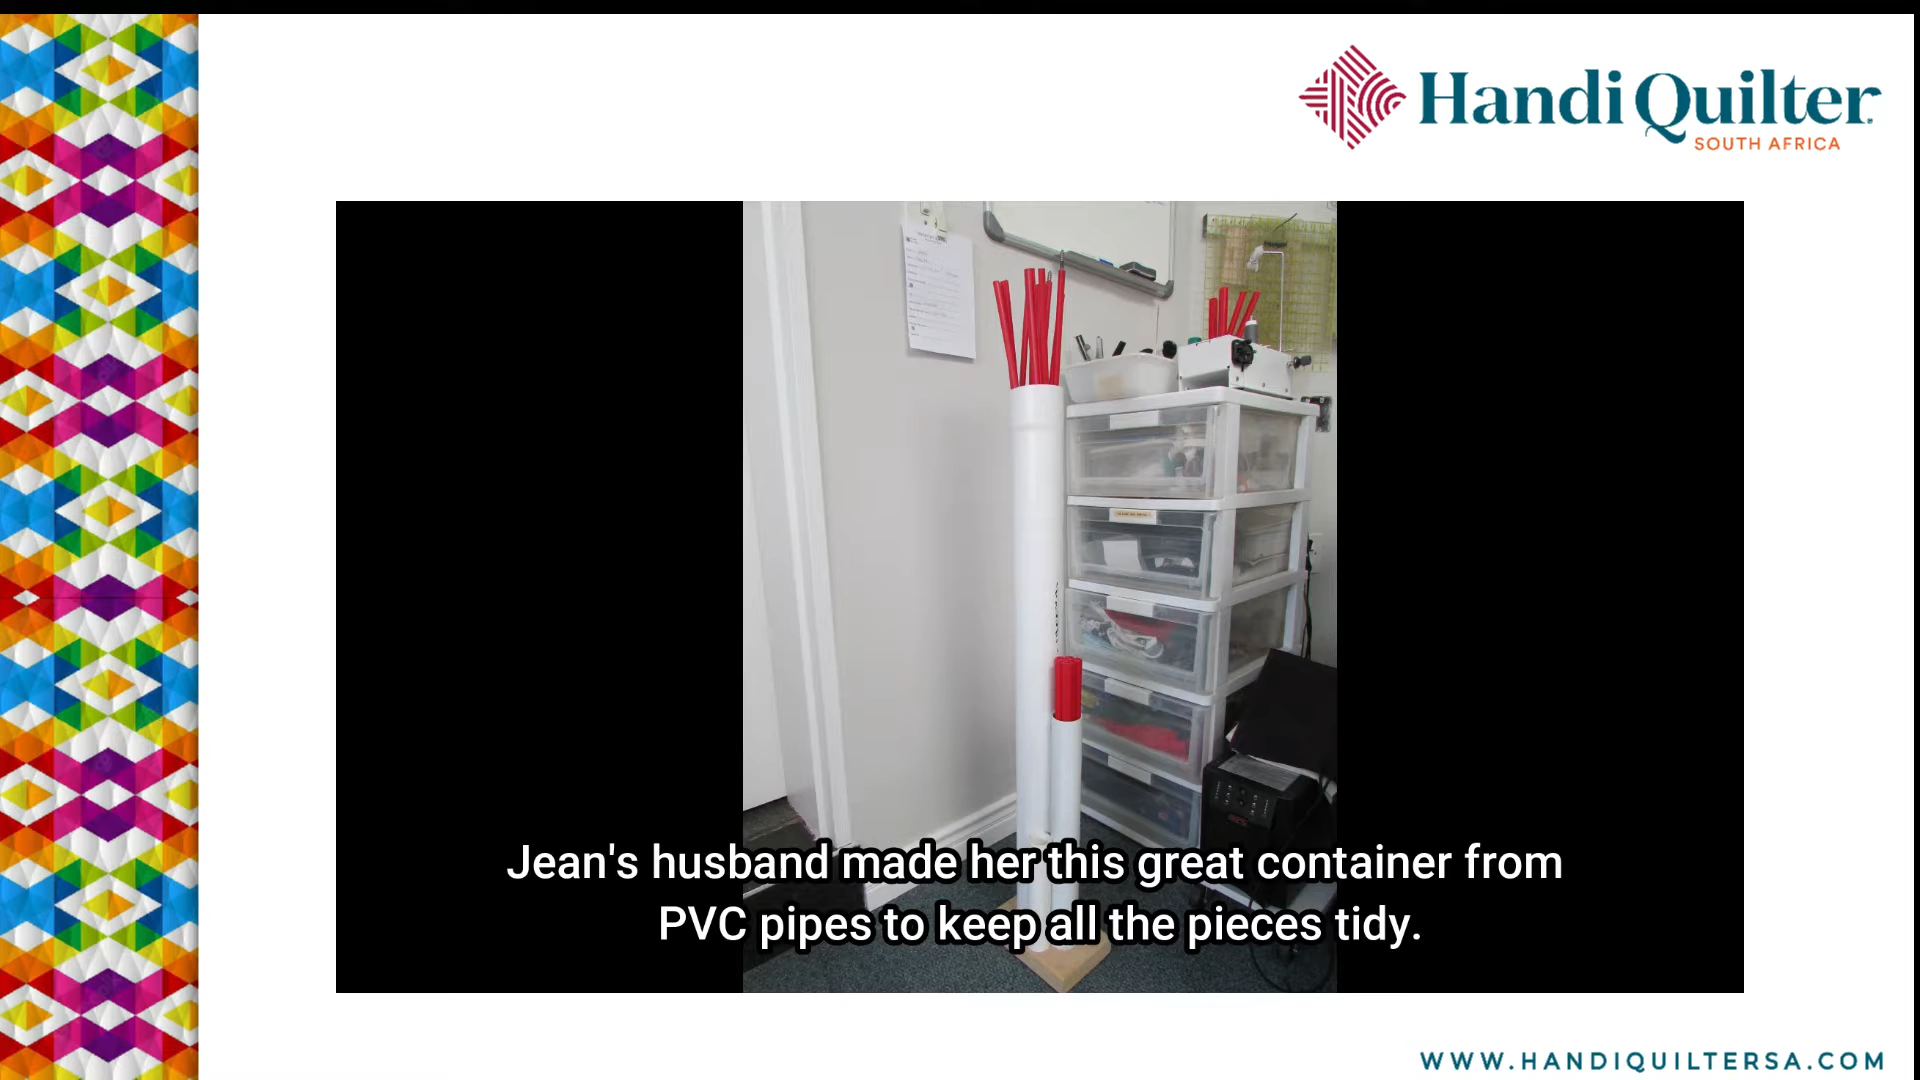 Handi Quilter
SOUTH AFRICA
Jean's husband made her this great container from
PVC pipes to keep all the pieces tidy.
WWW.HANDIQUILTERSA.COM